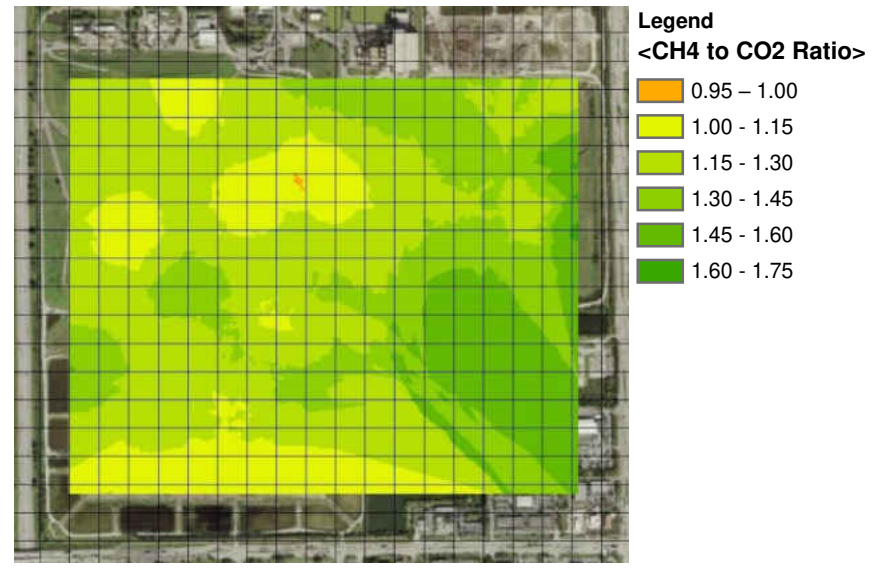 Legend
<CH4 to CO2 Ratio>
0.95 – 1.00
1.00 - 1.15
1.15 - 1.30
1.30 - 1.45
1.45 - 1.60
1.60 - 1.75